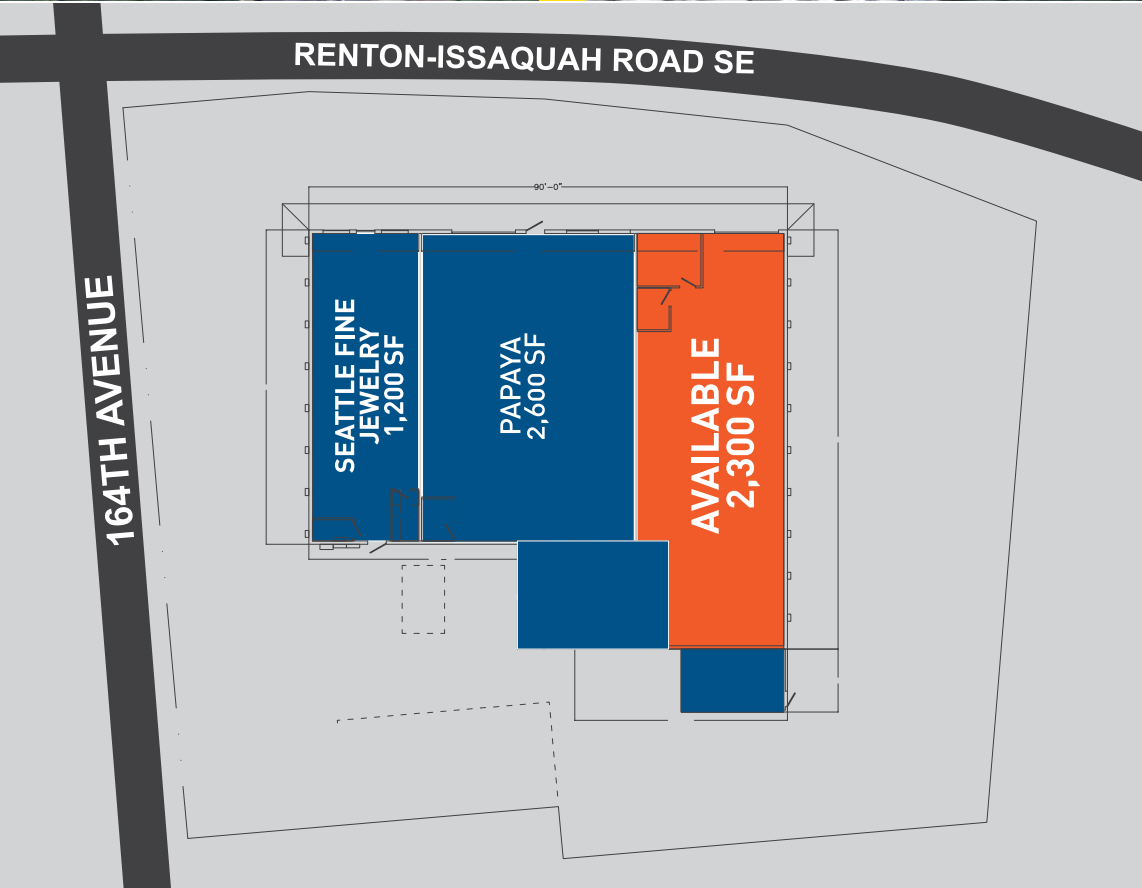 RENTON-ISSAQUAH ROAD SE
90'-0"
164TH AVENUE
SEATTLE FINE
JEWELRY
1,200 SF
PAPAYA
2,600 SF
AVAILABLE
2,300 SF